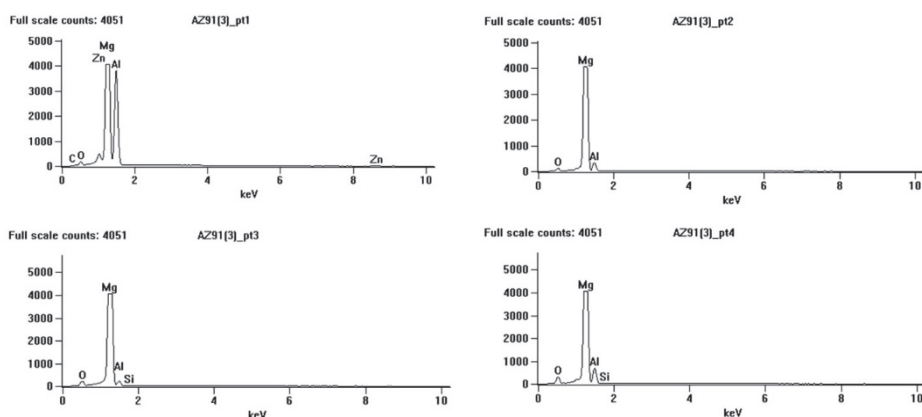 Full scale counts: 4051 AZ91(3)_pt1
5000
4000
3000
2000
1000
0
Mg
Zn Al
C O
Zn
0 2 4 6 8 10
keV
Full scale counts: 4051 AZ91(3)_pt2
5000
4000
3000
2000
1000
0
Mg
O Al
0 2 4 6 8 10
keV
Full scale counts: 4051 AZ91(3)_pt3
5000
4000
3000
2000
1000
0
Mg
Al
O Si
0 2 4 6 8 10
keV
Full scale counts: 4051 AZ91(3)_pt4
5000
4000
3000
2000
1000
0
Mg
Al
O Si
0 2 4 6 8 10
keV